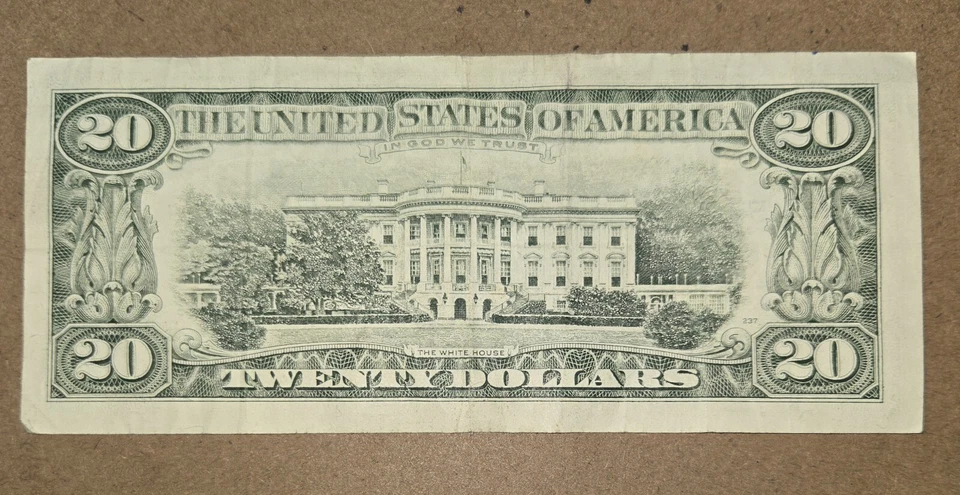 20 THE UNITED STATES OF AMERICA 20
IN GOD WE TRUST
237
THE WHITE HOUSE
20 TWENTY DOLLARS 20